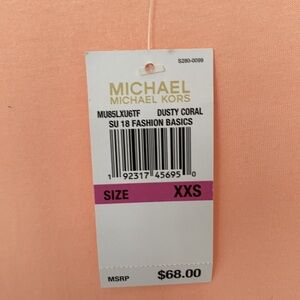 S280-0099
MICHAEL
MICHAEL KORS
MU85LXU6TF DUSTY CORAL
SU 18 FASHION BASICS
1 92317 45695 0
SIZE XXS
MSRP $68.00